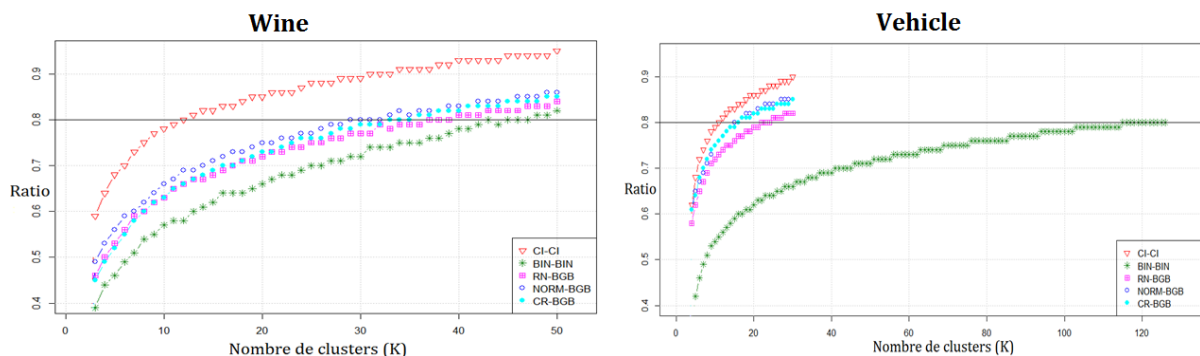 Wine
Ratio
0.4 0.5 0.6 0.7 0.8 0.9
0 10 20 30 40 50
Nombre de clusters (K)
CI-CI
BIN-BIN
RN-BGB
NORM-BGB
CR-BGB
Vehicle
Ratio
0.4 0.5 0.6 0.7 0.8 0.9
0 20 40 60 80 100 120
Nombre de clusters (K)
CI-CI
BIN-BIN
RN-BGB
NORM-BGB
CR-BGB